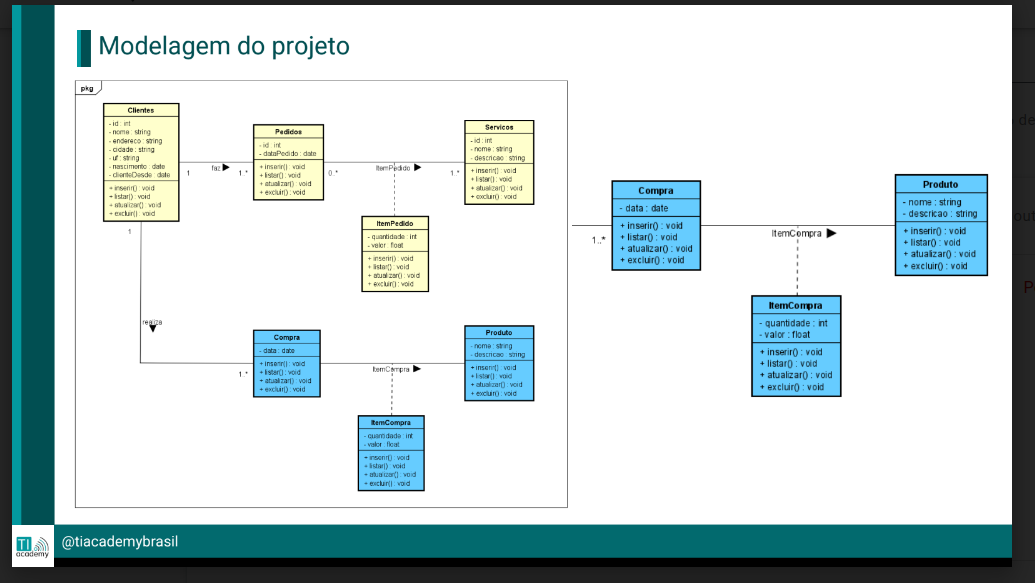 Modelagem do projeto
pkg
Clientes
- id : int
- nome : string
- endereco : string
- cidade : string
- uf : string
- nascimento : date
- clienteDesde : date
+ inserir() : void
+ listar() : void
+ atualizar() : void
+ excluir() : void
1
faz
1..*
Pedidos
- id : int
- dataPedido : date
+ inserir() : void
+ listar() : void
+ atualizar() : void
+ excluir() : void
0..*
ItemPedido
1..*
Servicos
- id : int
- nome : string
- descricao : string
+ inserir() : void
+ listar() : void
+ atualizar() : void
+ excluir() : void
ItemPedido
- quantidade : int
- valor : float
+ inserir() : void
+ listar() : void
+ atualizar() : void
+ excluir() : void
1
realiza
1..*
Compra
- data : date
+ inserir() : void
+ listar() : void
+ atualizar() : void
+ excluir() : void
ItemCompra
Produto
- nome : string
- descricao : string
+ inserir() : void
+ listar() : void
+ atualizar() : void
+ excluir() : void
ItemCompra
- quantidade : int
- valor : float
+ inserir() : void
+ listar() : void
+ atualizar() : void
+ excluir() : void
1..*
Compra
- data : date
+ inserir() : void
+ listar() : void
+ atualizar() : void
+ excluir() : void
ItemCompra
Produto
- nome : string
- descricao : string
+ inserir() : void
+ listar() : void
+ atualizar() : void
+ excluir() : void
ItemCompra
- quantidade : int
- valor : float
+ inserir() : void
+ listar() : void
+ atualizar() : void
+ excluir() : void
TI
academy
@tiacademybrasil